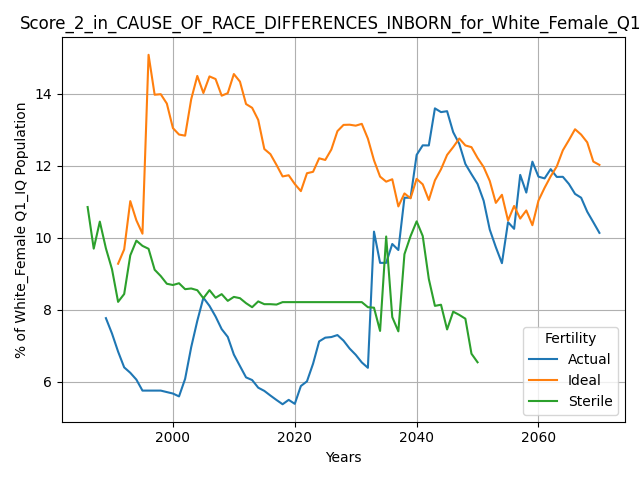 Score_2_in_CAUSE_OF_RACE_DIFFERENCES_INBORN_for_White_Female_Q1
% of White_Female Q1_IQ Population
14
12
10
8
6
2000 2020 2040 2060
Years
Fertility
Actual
Ideal
Sterile